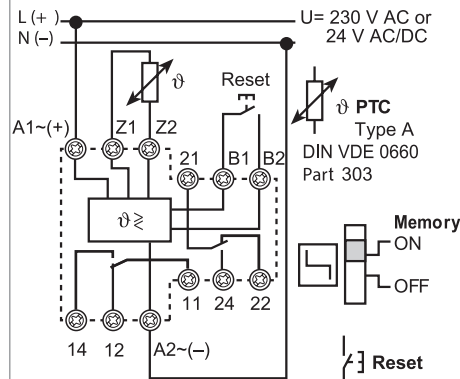 L (+)
N (–)
U= 230 V AC or
24 V AC/DC
ϑ
Reset
ϑ PTC
Type A
DIN VDE 0660
Part 303
A1~(+) Z1 Z2
21 B1 B2
ϑ ≷
Memory
ON
OFF
11 24 22
14 12 A2~(–)
Reset